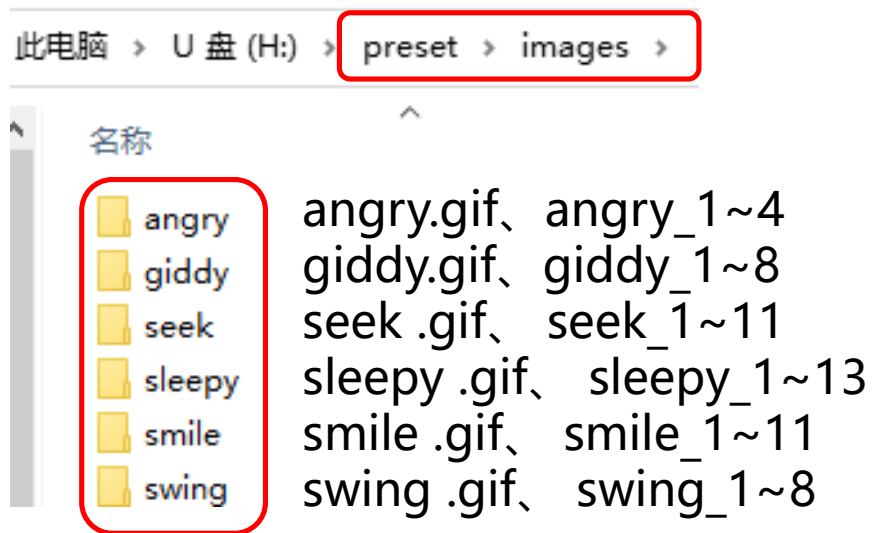 此电脑 > U 盘 (H:) > preset > images >
名称
angry angry.gif、angry_1~4
giddy giddy.gif、giddy_1~8
seek seek .gif、 seek_1~11
sleepy sleepy .gif、 sleepy_1~13
smile smile .gif、 smile_1~11
swing swing .gif、 swing_1~8